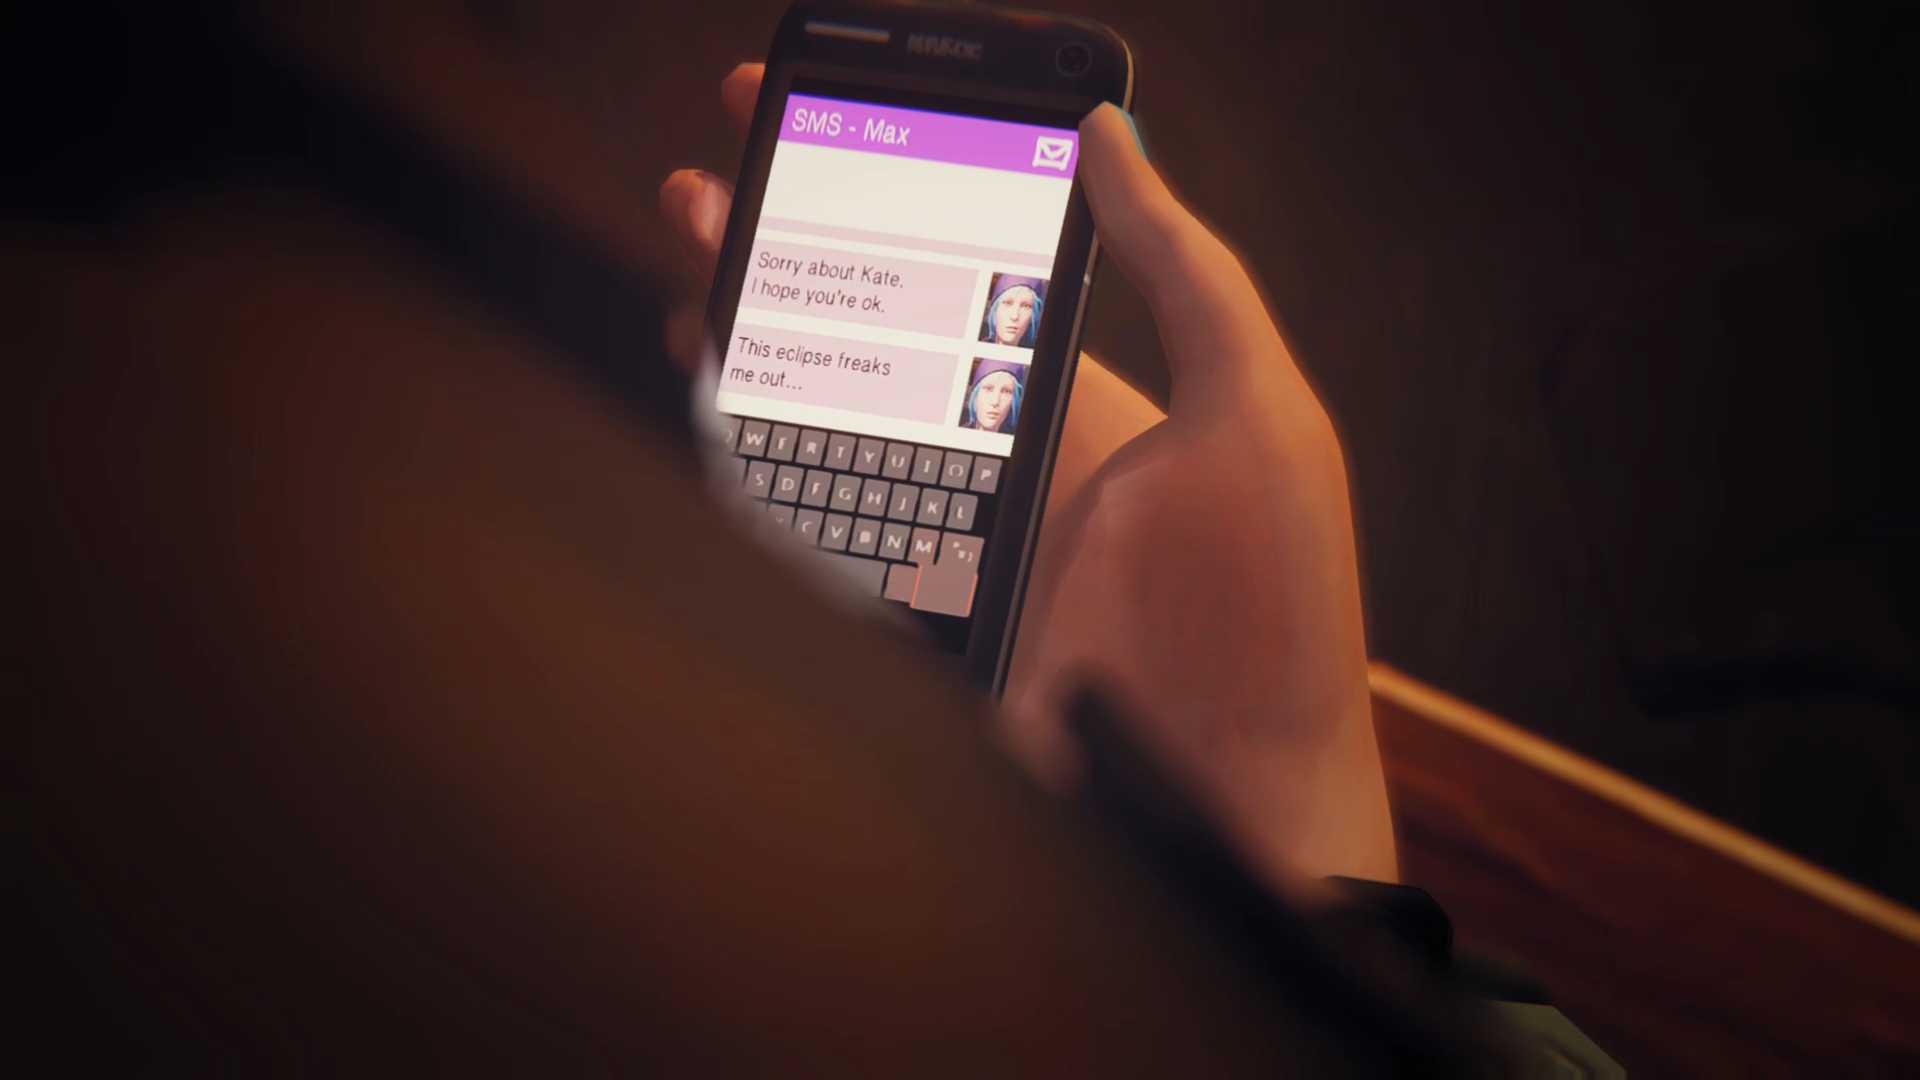 SMS - Max
Sorry about Kate.
I hope you're ok.
This eclipse freaks
me out...
W E R T Y U I O P
S D F G H J K L
C V B N M